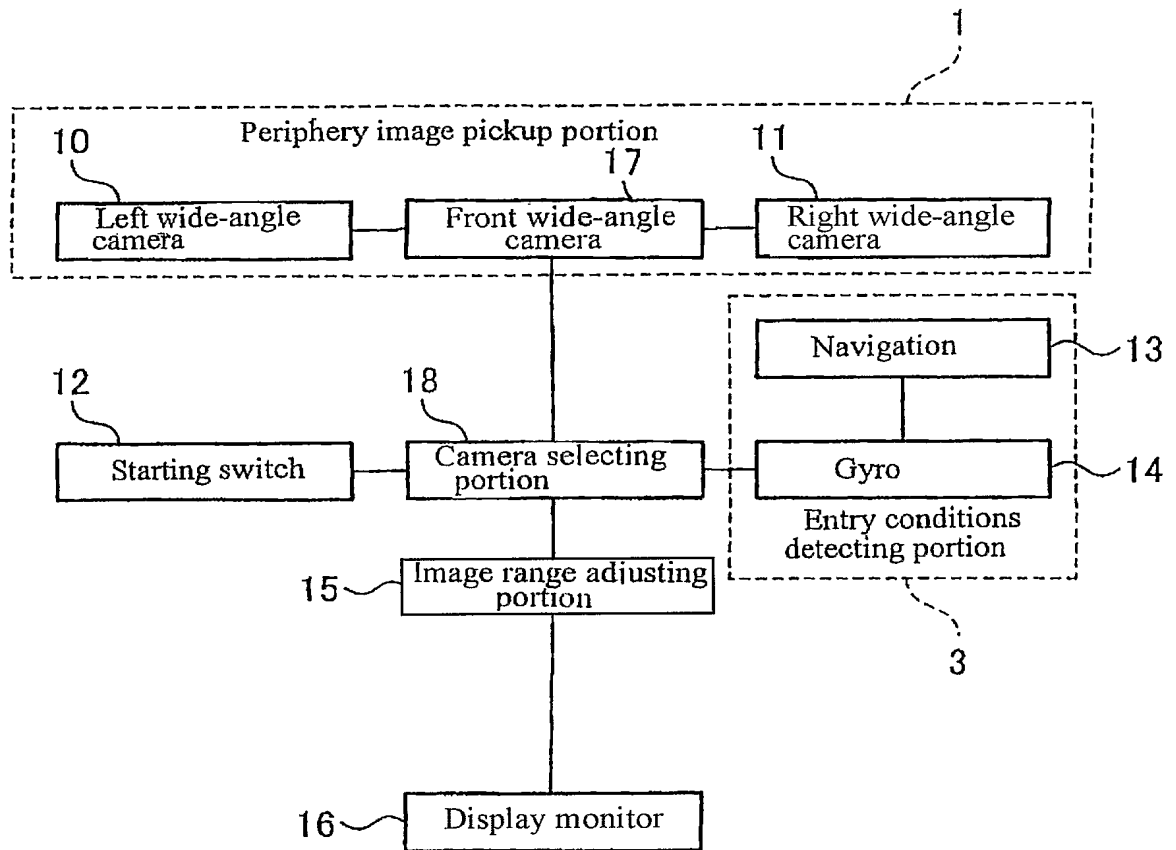 1
Periphery image pickup portion
10
17
11
Left wide-angle
camera
Front wide-angle
camera
Right wide-angle
camera
Navigation
13
12
18
Starting switch
Camera selecting
portion
Gyro
14
Entry conditions
detecting portion
15
Image range adjusting
portion
3
16
Display monitor